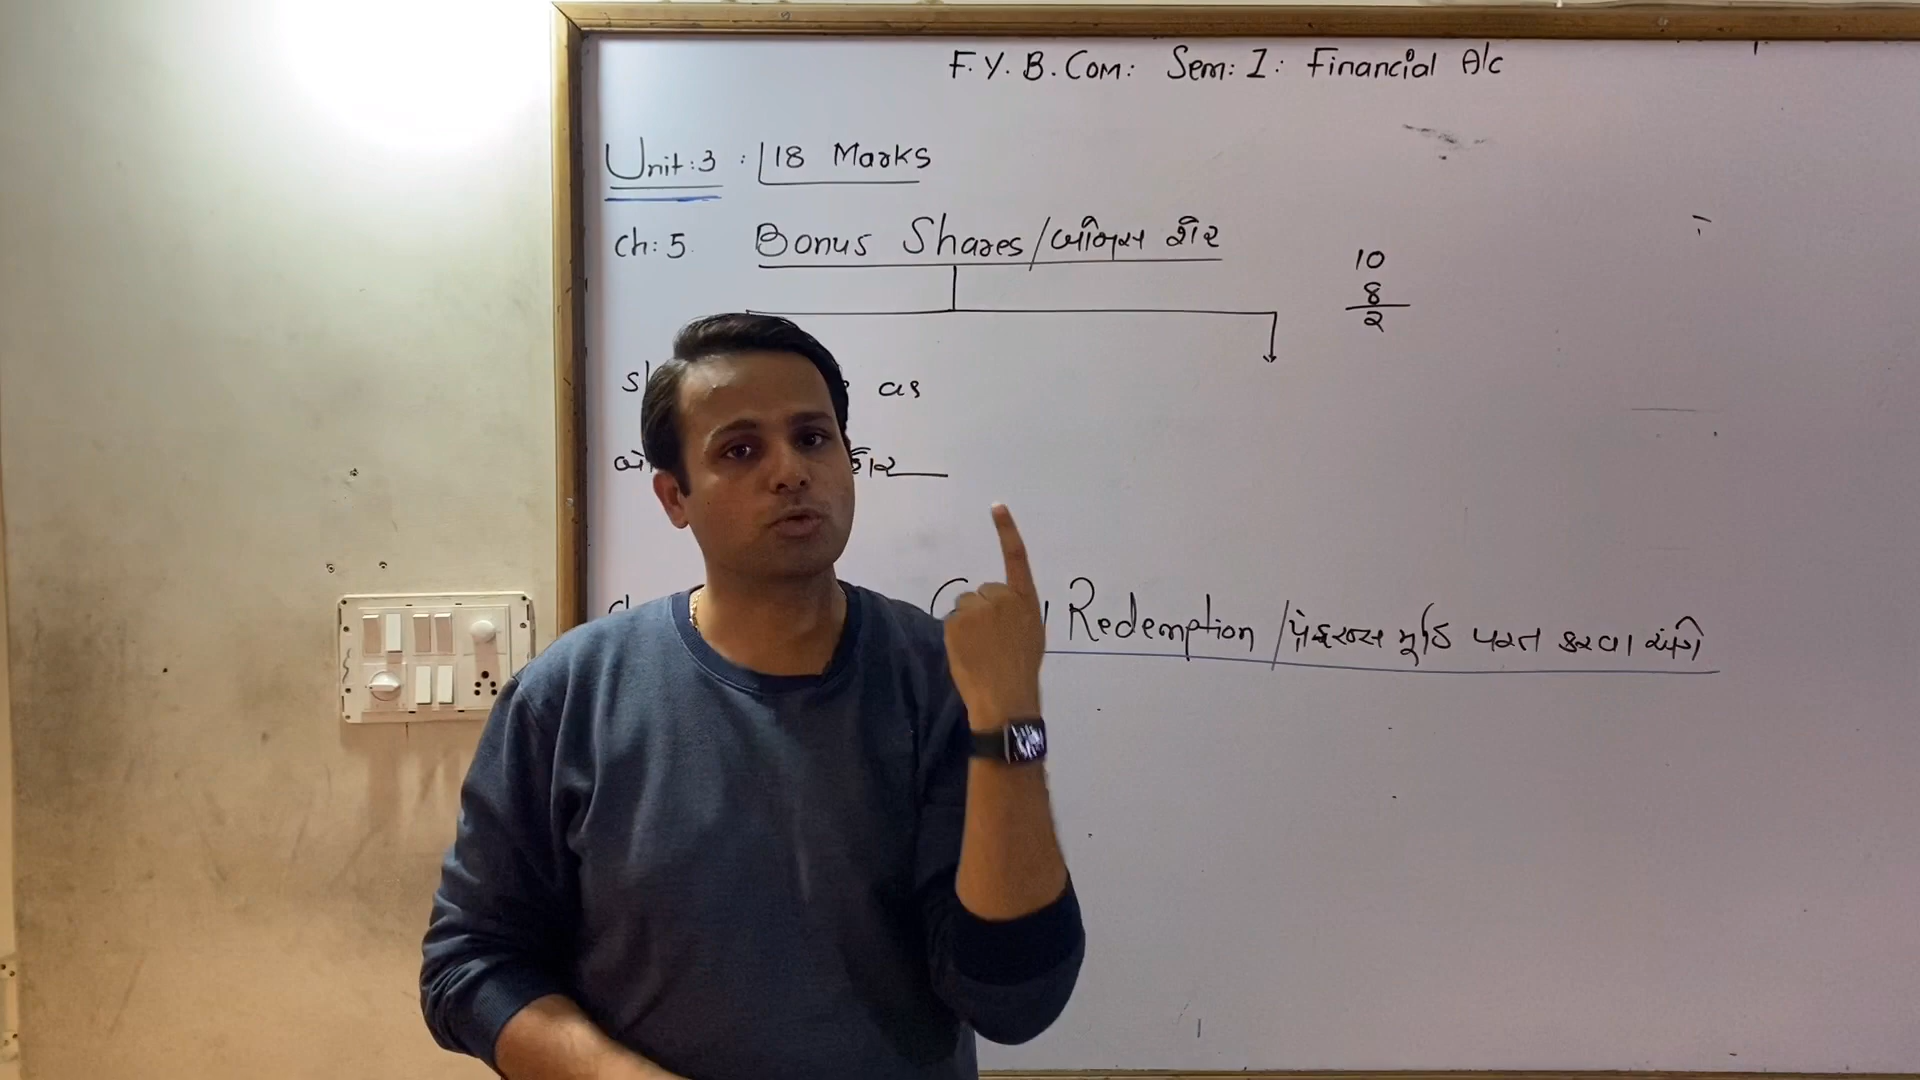 F.Y.B.Com: Sem: I: Financial A/c
Unit:3 : 18 Marks
Ch: 5. Bonus Shares/બોનસ શેર
10
8
2
as
Redemption/પ્રેફરન્સ મૂડિ પરત કરવા અંગે